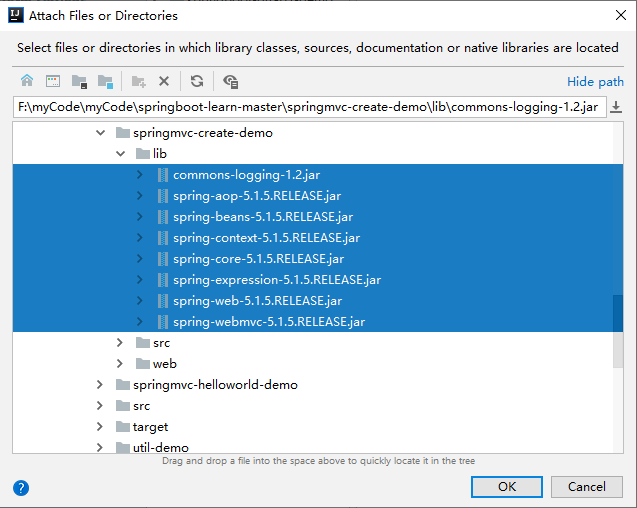 Attach Files or Directories
Select files or directories in which library classes, sources, documentation or native libraries are located
Hide path
F:\myCode\myCode\springboot-learn-master\springmvc-create-demo\lib\commons-logging-1.2.jar
springmvc-create-demo
lib
commons-logging-1.2.jar
spring-aop-5.1.5.RELEASE.jar
spring-beans-5.1.5.RELEASE.jar
spring-context-5.1.5.RELEASE.jar
spring-core-5.1.5.RELEASE.jar
spring-expression-5.1.5.RELEASE.jar
spring-web-5.1.5.RELEASE.jar
spring-webmvc-5.1.5.RELEASE.jar
src
web
springmvc-helloworld-demo
src
target
util-demo
Drag and drop a file into the space above to quickly locate it in the tree
? OK Cancel